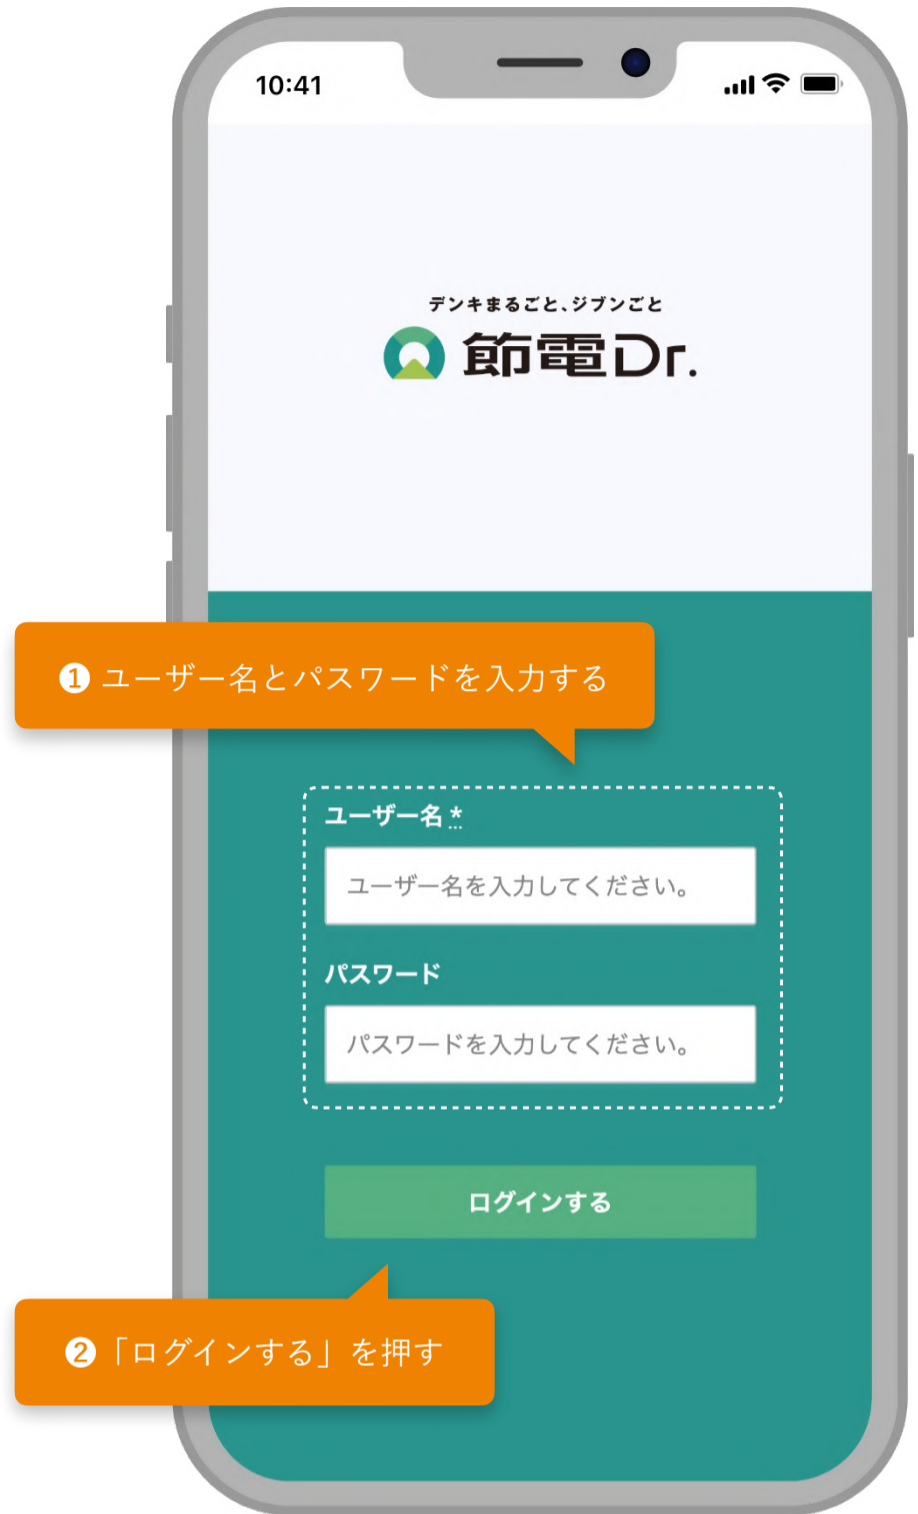 10:41
デンキまるごと、ジブンごと
節電Dr.
❶ ユーザー名とパスワードを入力する
ユーザー名 *
ユーザー名を入力してください。
パスワード
パスワードを入力してください。
ログインする
❷「ログインする」を押す